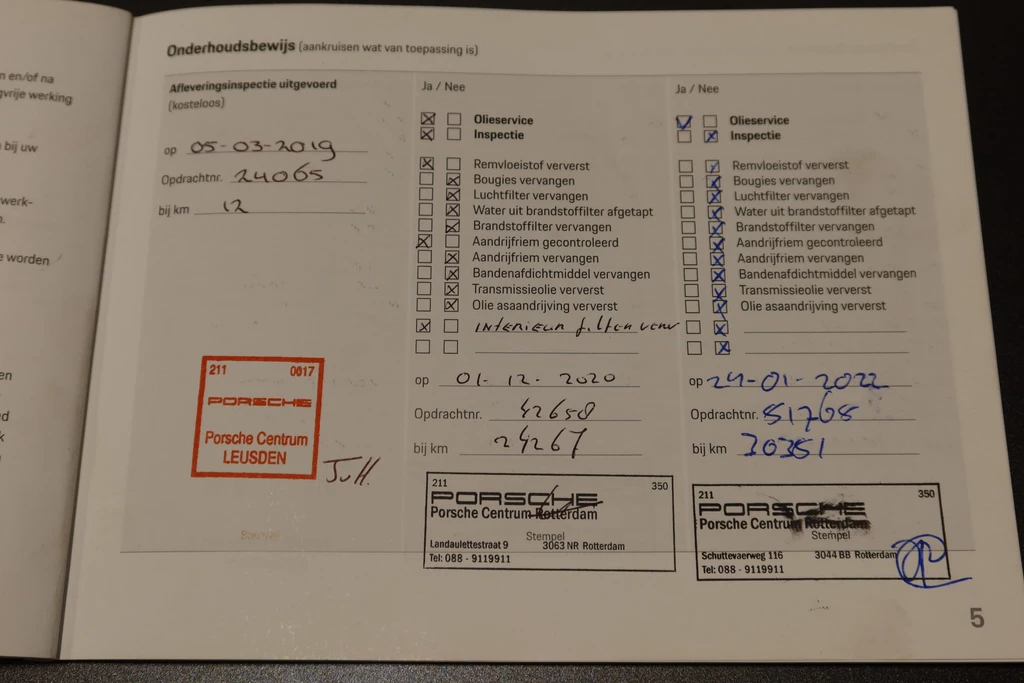 n en/of na
gvrije werking
bij uw
werk-
n.
e worden
en
d
k
Onderhoudsbewijs (aankruisen wat van toepassing is)
Afleveringsinspectie uitgevoerd
(kosteloos)
op 05-03-2019
Opdrachtnr. 24065
bij km 12
211 0617
PORSCHE
Porsche Centrum
LEUSDEN
Ja / Nee
Olieservice
Inspectie
Remvloeistof ververst
Bougies vervangen
Luchtfilter vervangen
Water uit brandstoffilter afgetapt
Brandstoffilter vervangen
Aandrijfriem gecontroleerd
Aandrijfriem vervangen
Bandenafdichtmiddel vervangen
Transmissieolie ververst
Olie asaandrijving ververst
Interieur filter verv
op 01-12-2020
Opdrachtnr. 42658
bij km 24267
211 350
PORSCHE
Porsche Centrum Rotterdam
Stempel
Landaulettestraat 9 3063 NR Rotterdam
Tel: 088 - 9119911
Ja / Nee
Olieservice
Inspectie
Remvloeistof ververst
Bougies vervangen
Luchtfilter vervangen
Water uit brandstoffilter afgetapt
Brandstoffilter vervangen
Aandrijfriem gecontroleerd
Aandrijfriem vervangen
Bandenafdichtmiddel vervangen
Transmissieolie ververst
Olie asaandrijving ververst
op 24-01-2022
Opdrachtnr. 51768
bij km 30351
211 350
PORSCHE
Porsche Centrum Rotterdam
Stempel
Schuttevaerweg 116 3044 BB Rotterdam
Tel: 088 - 9119911
5